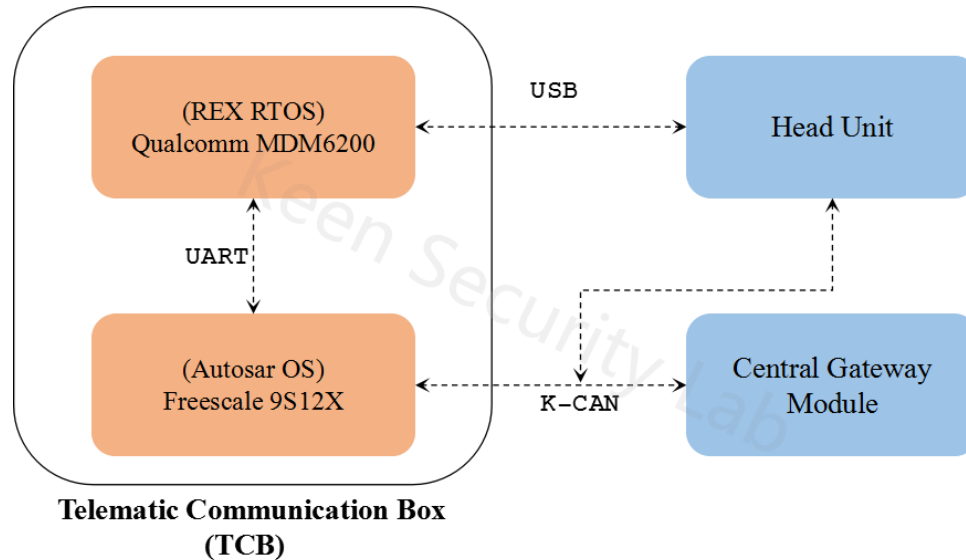 (REX RTOS)
Qualcomm MDM6200
USB
Head Unit
UART
(Autosar OS)
Freescale 9S12X
K-CAN
Central Gateway
Module
Telematic Communication Box
(TCB)
Keen Security Lab